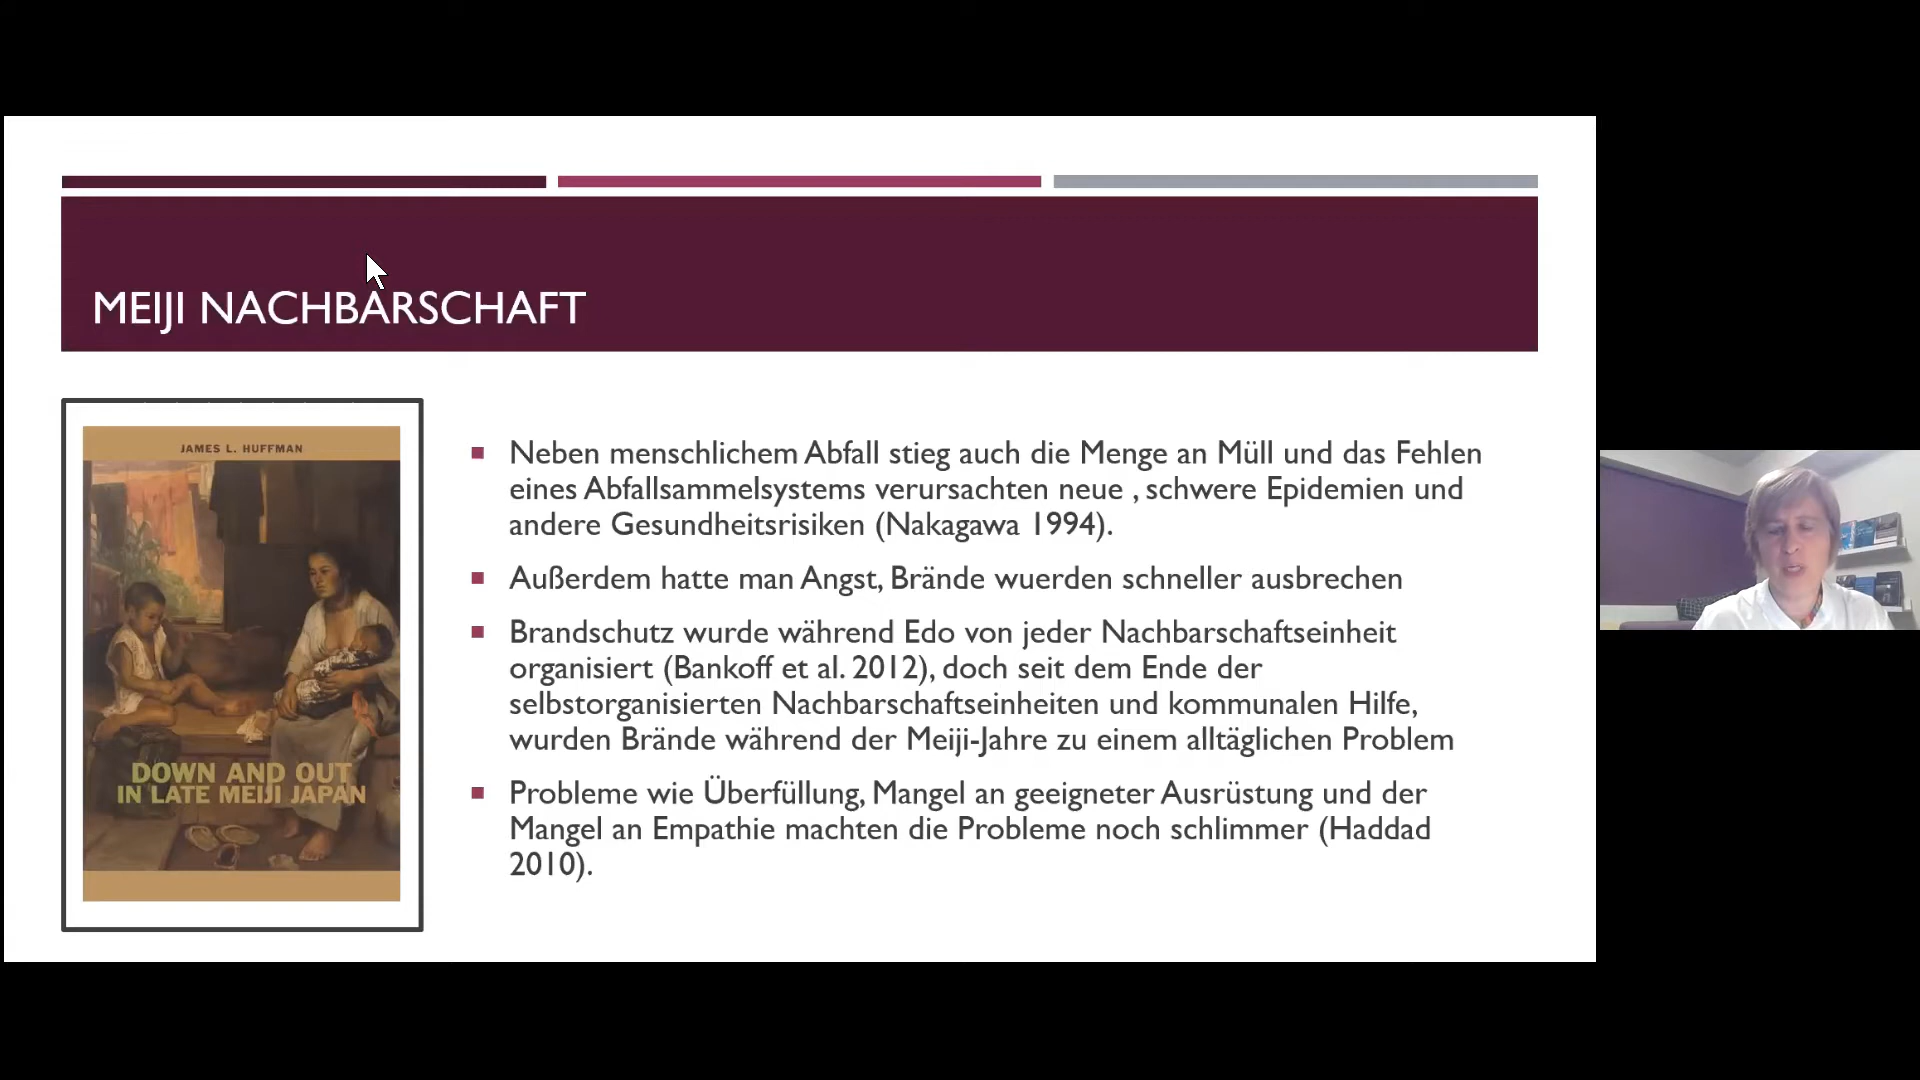 MEIJI NACHBARSCHAFT
JAMES L. HUFFMAN
DOWN AND OUT
IN LATE MEIJI JAPAN
Neben menschlichem Abfall stieg auch die Menge an Müll und das Fehlen
eines Abfallsammelsystems verursachten neue , schwere Epidemien und
andere Gesundheitsrisiken (Nakagawa 1994).
Außerdem hatte man Angst, Brände wuerden schneller ausbrechen
Brandschutz wurde während Edo von jeder Nachbarschaftseinheit
organisiert (Bankoff et al. 2012), doch seit dem Ende der
selbstorganisierten Nachbarschaftseinheiten und kommunalen Hilfe,
wurden Brände während der Meiji-Jahre zu einem alltäglichen Problem
Probleme wie Überfüllung, Mangel an geeigneter Ausrüstung und der
Mangel an Empathie machten die Probleme noch schlimmer (Haddad
2010).